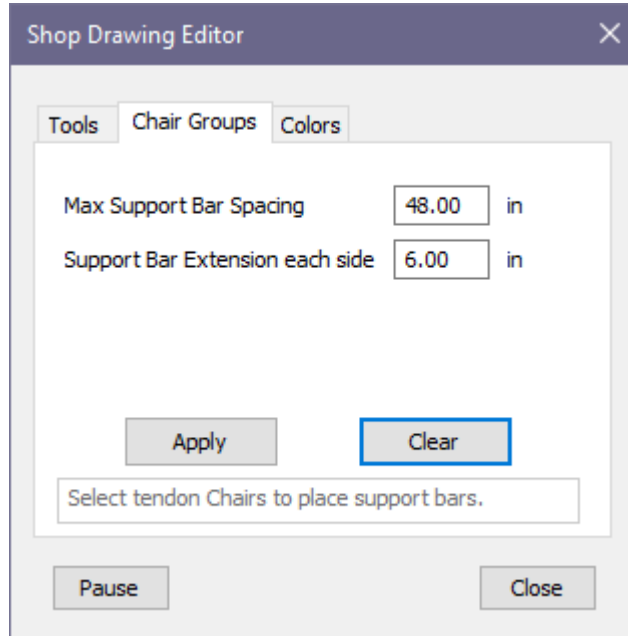 Shop Drawing Editor
Tools Chair Groups Colors
Max Support Bar Spacing 48.00 in
Support Bar Extension each side 6.00 in
Apply Clear
Select tendon Chairs to place support bars.
Pause Close